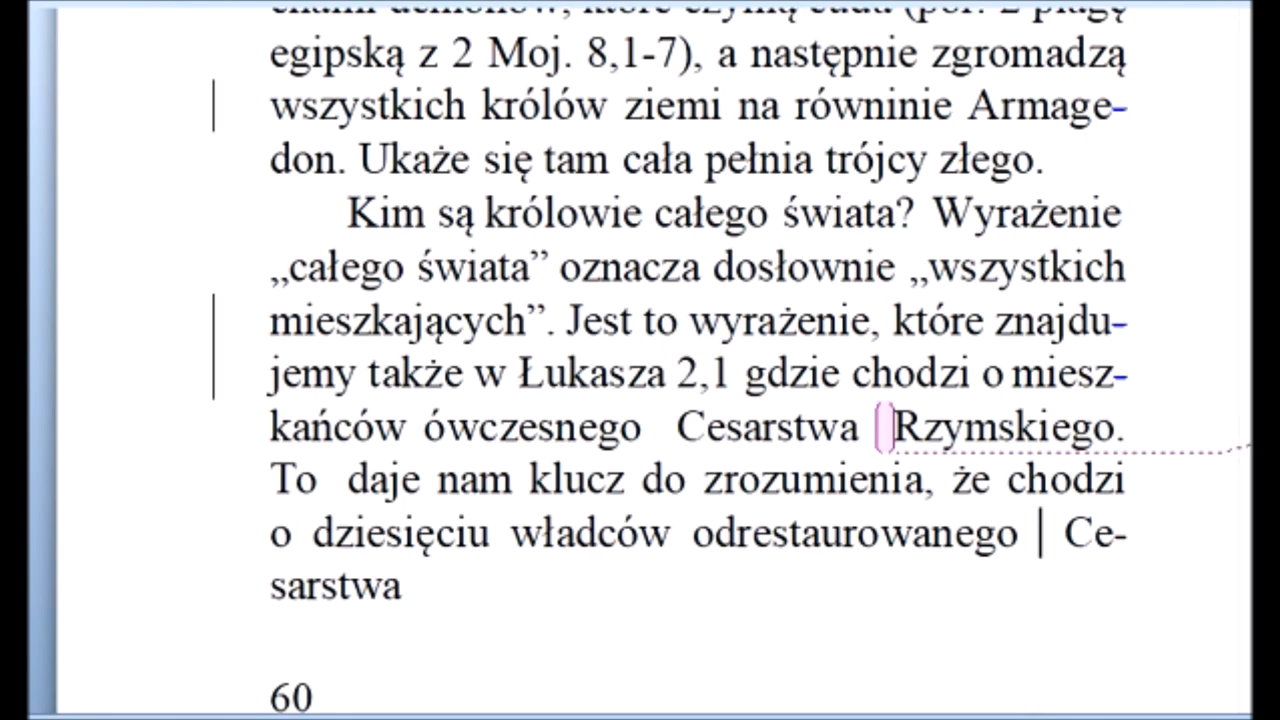 egipską z 2 Moj. 8,1-7), a następnie zgromadzą
wszystkich królów ziemi na równinie Armage-
don. Ukaże się tam cała pełnia trójcy złego.
Kim są królowie całego świata? Wyrażenie
„całego świata” oznacza dosłownie „wszystkich
mieszkających”. Jest to wyrażenie, które znajdu-
jemy także w Łukasza 2,1 gdzie chodzi o miesz-
kańców ówczesnego Cesarstwa Rzymskiego.
To daje nam klucz do zrozumienia, że chodzi
o dziesięciu władców odrestaurowanego Ce-
sarstwa
60